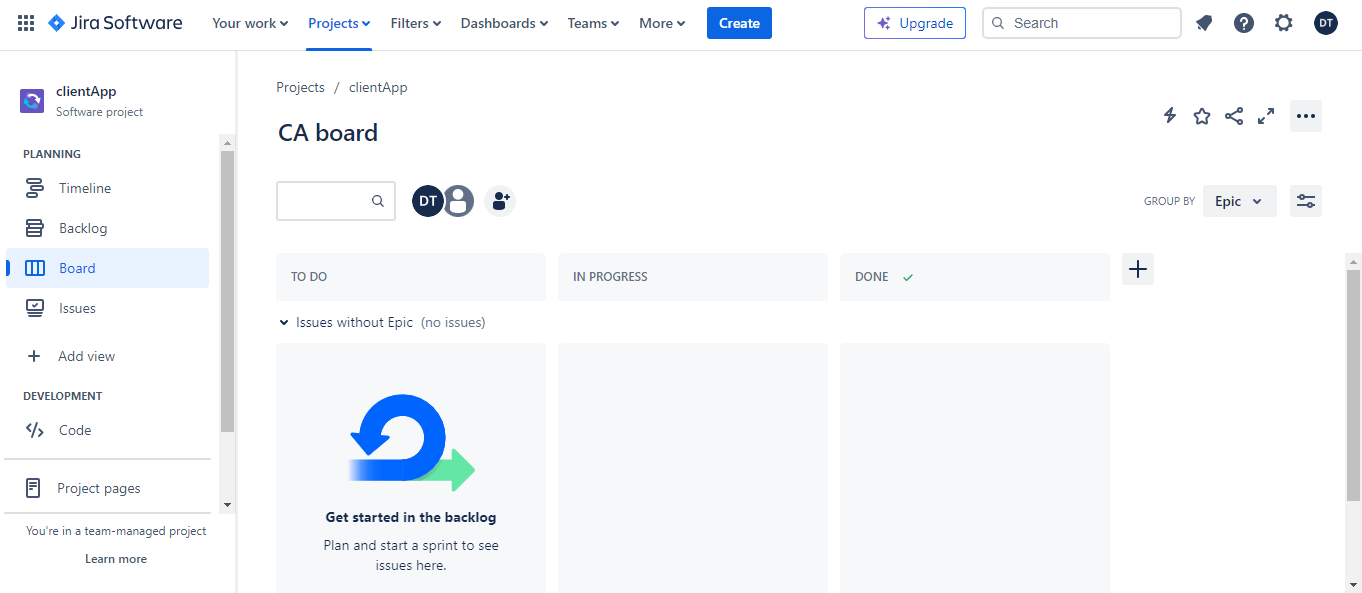 Jira Software Your work Projects Filters Dashboards Teams More Create Upgrade Search DT
clientApp
Software project
PLANNING
Timeline
Backlog
Board
Issues
Add view
DEVELOPMENT
Code
Project pages
You're in a team-managed project
Learn more
Projects / clientApp
CA board
DT
GROUP BY Epic
TO DO IN PROGRESS DONE
Issues without Epic (no issues)
Get started in the backlog
Plan and start a sprint to see
issues here.